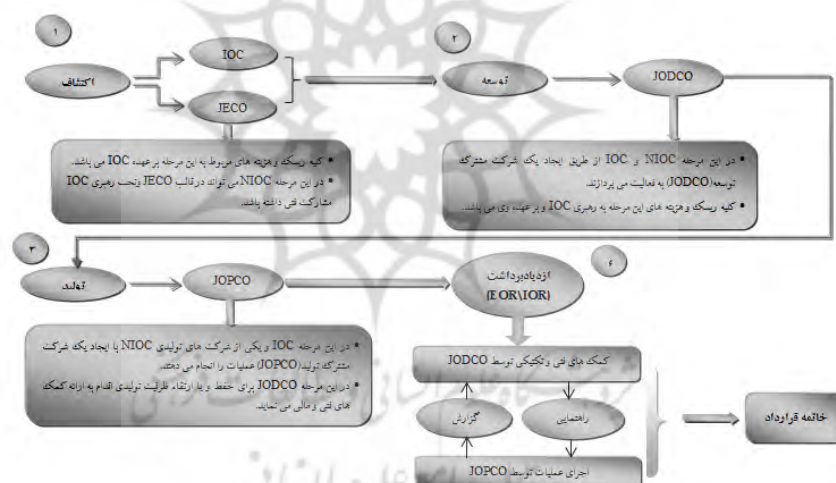 ۱
اکتشاف
IOC
JECO
• کلیه ریسک و هزینه های مربوط به این مرحله بر عهده IOC می باشد.
• در این مرحله NIOC می تواند در قالب JECO وتحت رهبری IOC
مشارکت فنی داشته باشد.
۲
توسعه
JODCO
• در این مرحله NIOC و IOC از طریق ایجاد یک شرکت مشترک
توسعه(JODCO) به فعالیت می پردازند.
• کلیه ریسک و هزینه های این مرحله به رهبری IOC و بر عهده وی می باشد.
۳
تولید
JOPCO
• در این مرحله IOC و یکی از شرکت های تولیدی NIOC با ایجاد یک شرکت
مشترک تولید(JOPCO) عملیات را انجام می دهند.
• در این مرحله JODCO برای حفظ و یا ارتقاء ظرفیت تولیدی اقدام به ارائه کمک
های فنی و مالی می نماید.
۴
ازدیادبرداشت
(EOR\IOR)
کمک های فنی و تکنیکی توسط JODCO
گزارش
راهنمایی
اجرای عملیات توسط JOPCO
خاتمه قرارداد